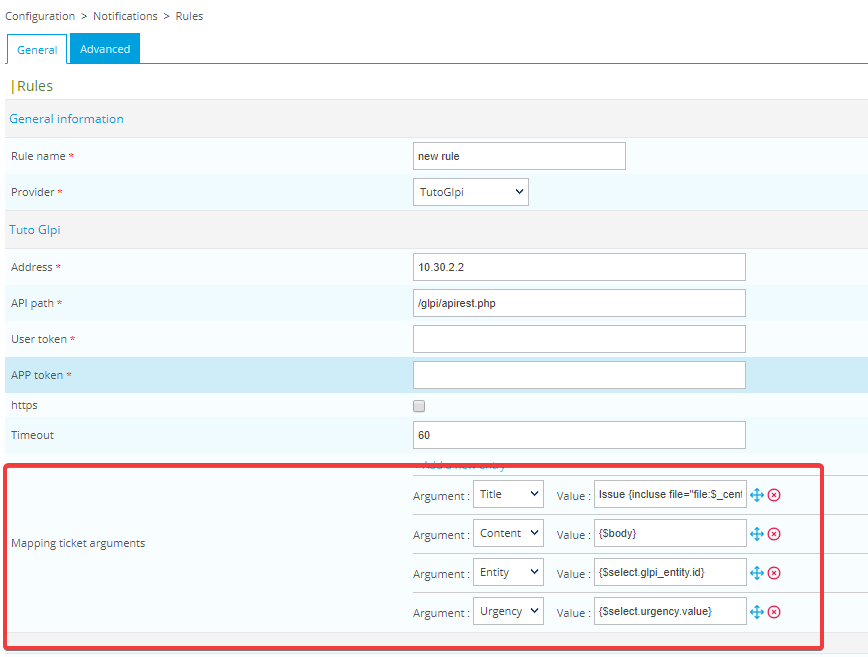 Configuration > Notifications > Rules
General Advanced
Rules
General information
Rule name * new rule
Provider * TutoGlpi
Tuto Glpi
Address * 10.30.2.2
API path * /glpi/apirest.php
User token *
APP token *
https
Timeout 60
Add a new entry
Argument : Title Value : Issue {incluse file="file:$_cent
Argument : Content Value : {$body}
Mapping ticket arguments
Argument : Entity Value : {$select.glpi_entity.id}
Argument : Urgency Value : {$select.urgency.value}